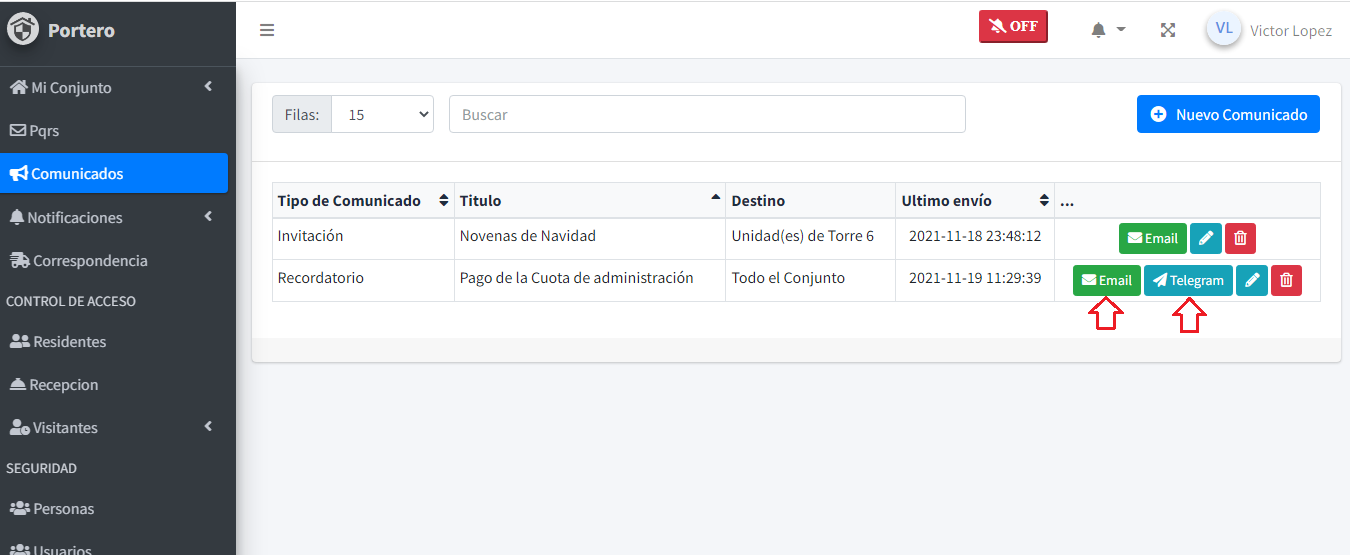 Portero
OFF
VL
Victor Lopez
Mi Conjunto
Pqrs
Comunicados
Notificaciones
Correspondencia
CONTROL DE ACCESO
Residentes
Recepcion
Visitantes
SEGURIDAD
Personas
Usuarios
Filas: 15
Buscar
Nuevo Comunicado
Tipo de Comunicado Titulo Destino Ultimo envío ...
Invitación Novenas de Navidad Unidad(es) de Torre 6 2021-11-18 23:48:12 Email
Recordatorio Pago de la Cuota de administración Todo el Conjunto 2021-11-19 11:29:39 Email Telegram